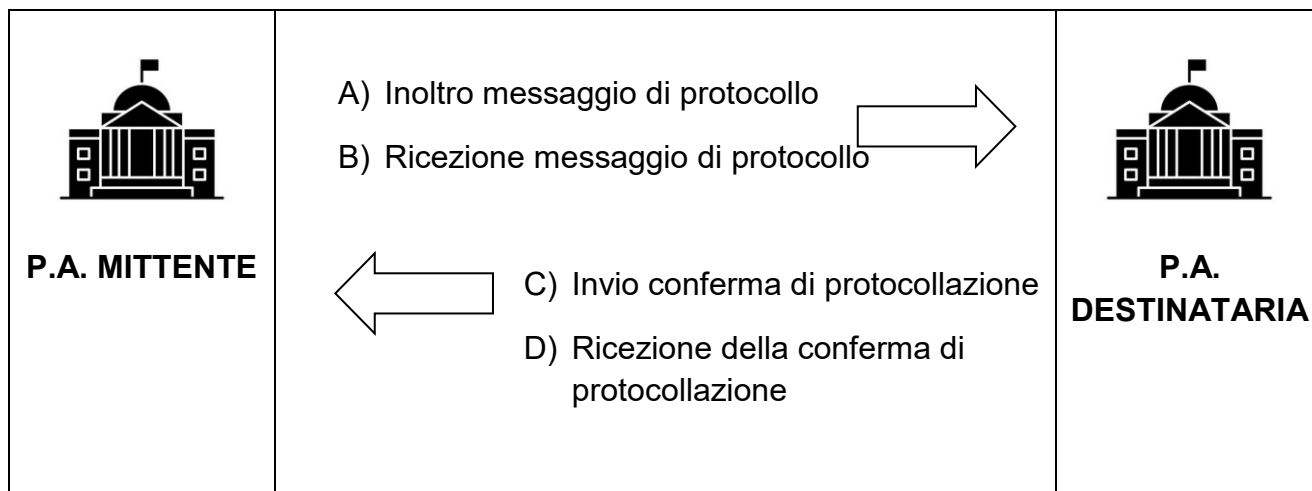 A) Inoltro messaggio di protocollo
B) Ricezione messaggio di protocollo
P.A. MITTENTE
C) Invio conferma di protocollazione
D) Ricezione della conferma di
protocollazione
P.A.
DESTINATARIA